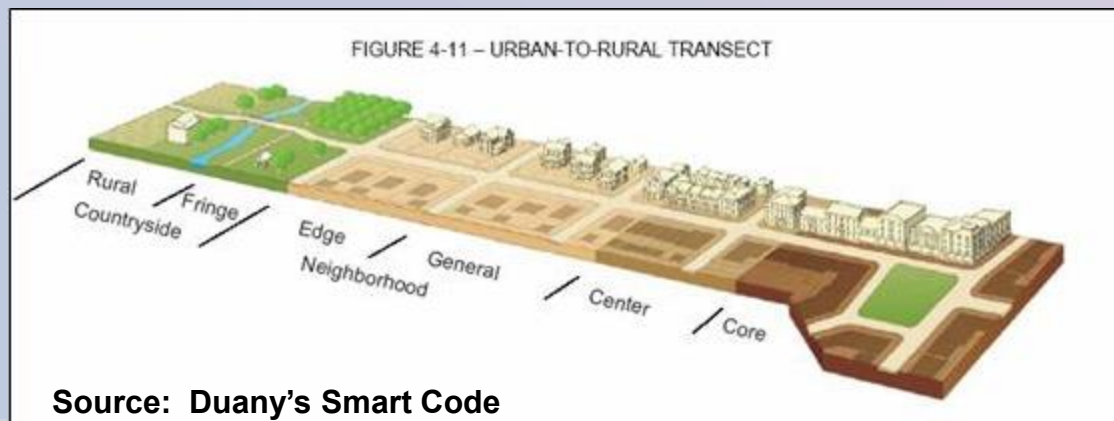 FIGURE 4-11 – URBAN-TO-RURAL TRANSECT
Rural
Fringe
Countryside
Edge
Neighborhood
General
Center
Core
Source: Duany's Smart Code